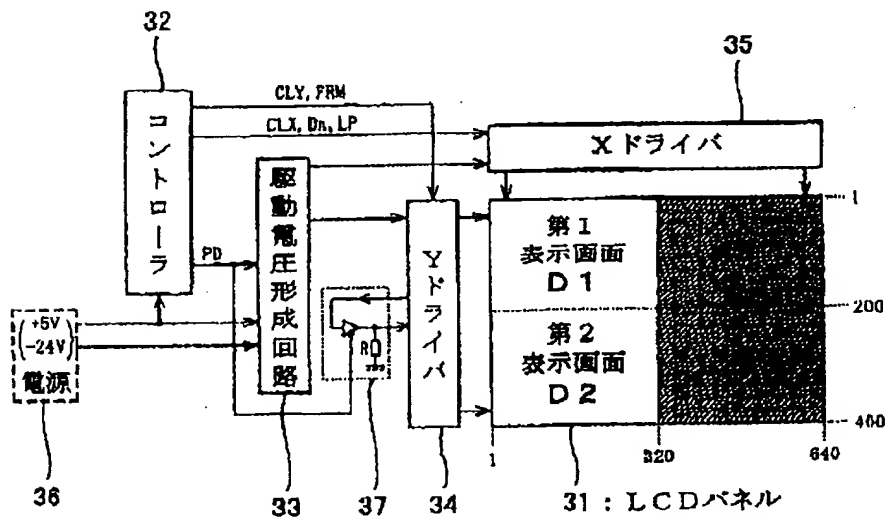 32
35
CLY, FRM
CLX, Dn, LP
コントローラ
Xドライバ
駆動電圧形成回路
PD
Yドライバ
第1
表示画面
D1
第2
表示画面
D2
1
200
400
+5V
-24V
電源
R
1
320
640
36
33
37
34
31：LCDパネル